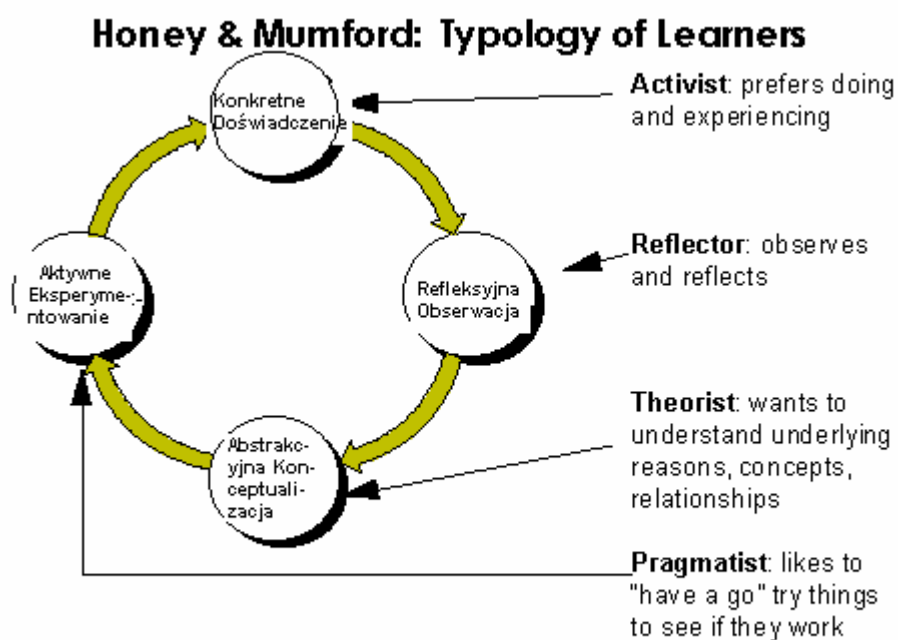 Honey & Mumford: Typology of Learners
Konkretne
Doświadczenie
Activist: prefers doing
and experiencing
Reflector: observes
and reflects
Refleksyjna
Obserwacja
Aktywne
Eksperyme-
ntowanie
Abstrakc-
yjna Kon-
ceptuali-
zacja
Theorist: wants to
understand underlying
reasons, concepts,
relationships
Pragmatist: likes to
"have a go" try things
to see if they work